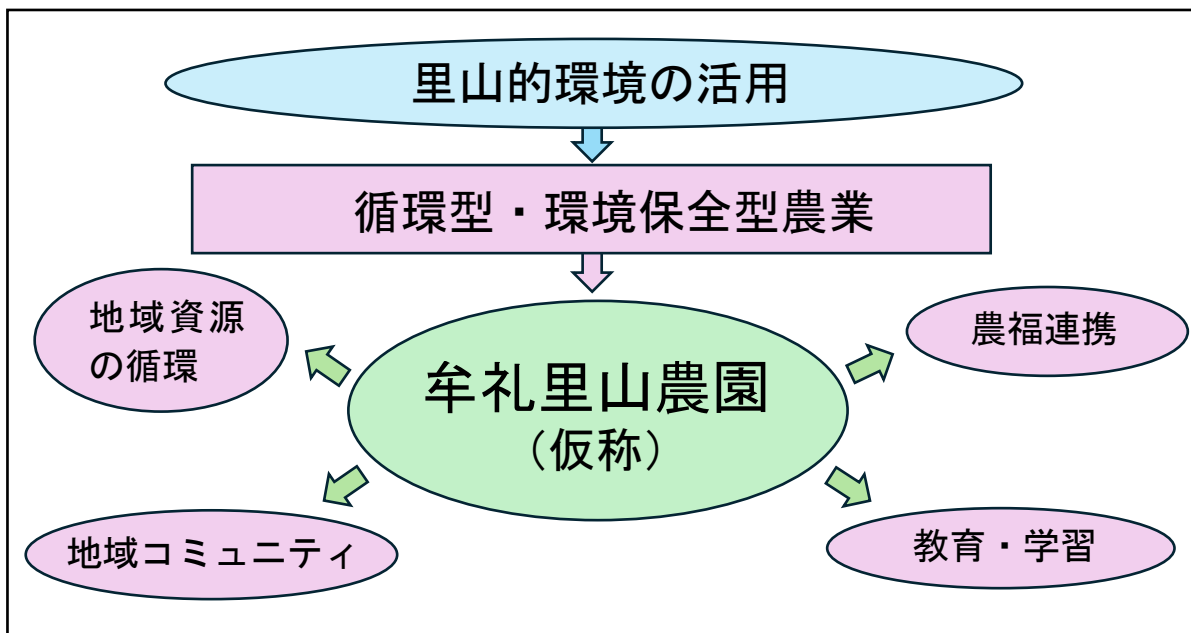 里山的環境の活用
循環型・環境保全型農業
地域資源
の循環
農福連携
牟礼里山農園
（仮称）
地域コミュニティ
教育・学習